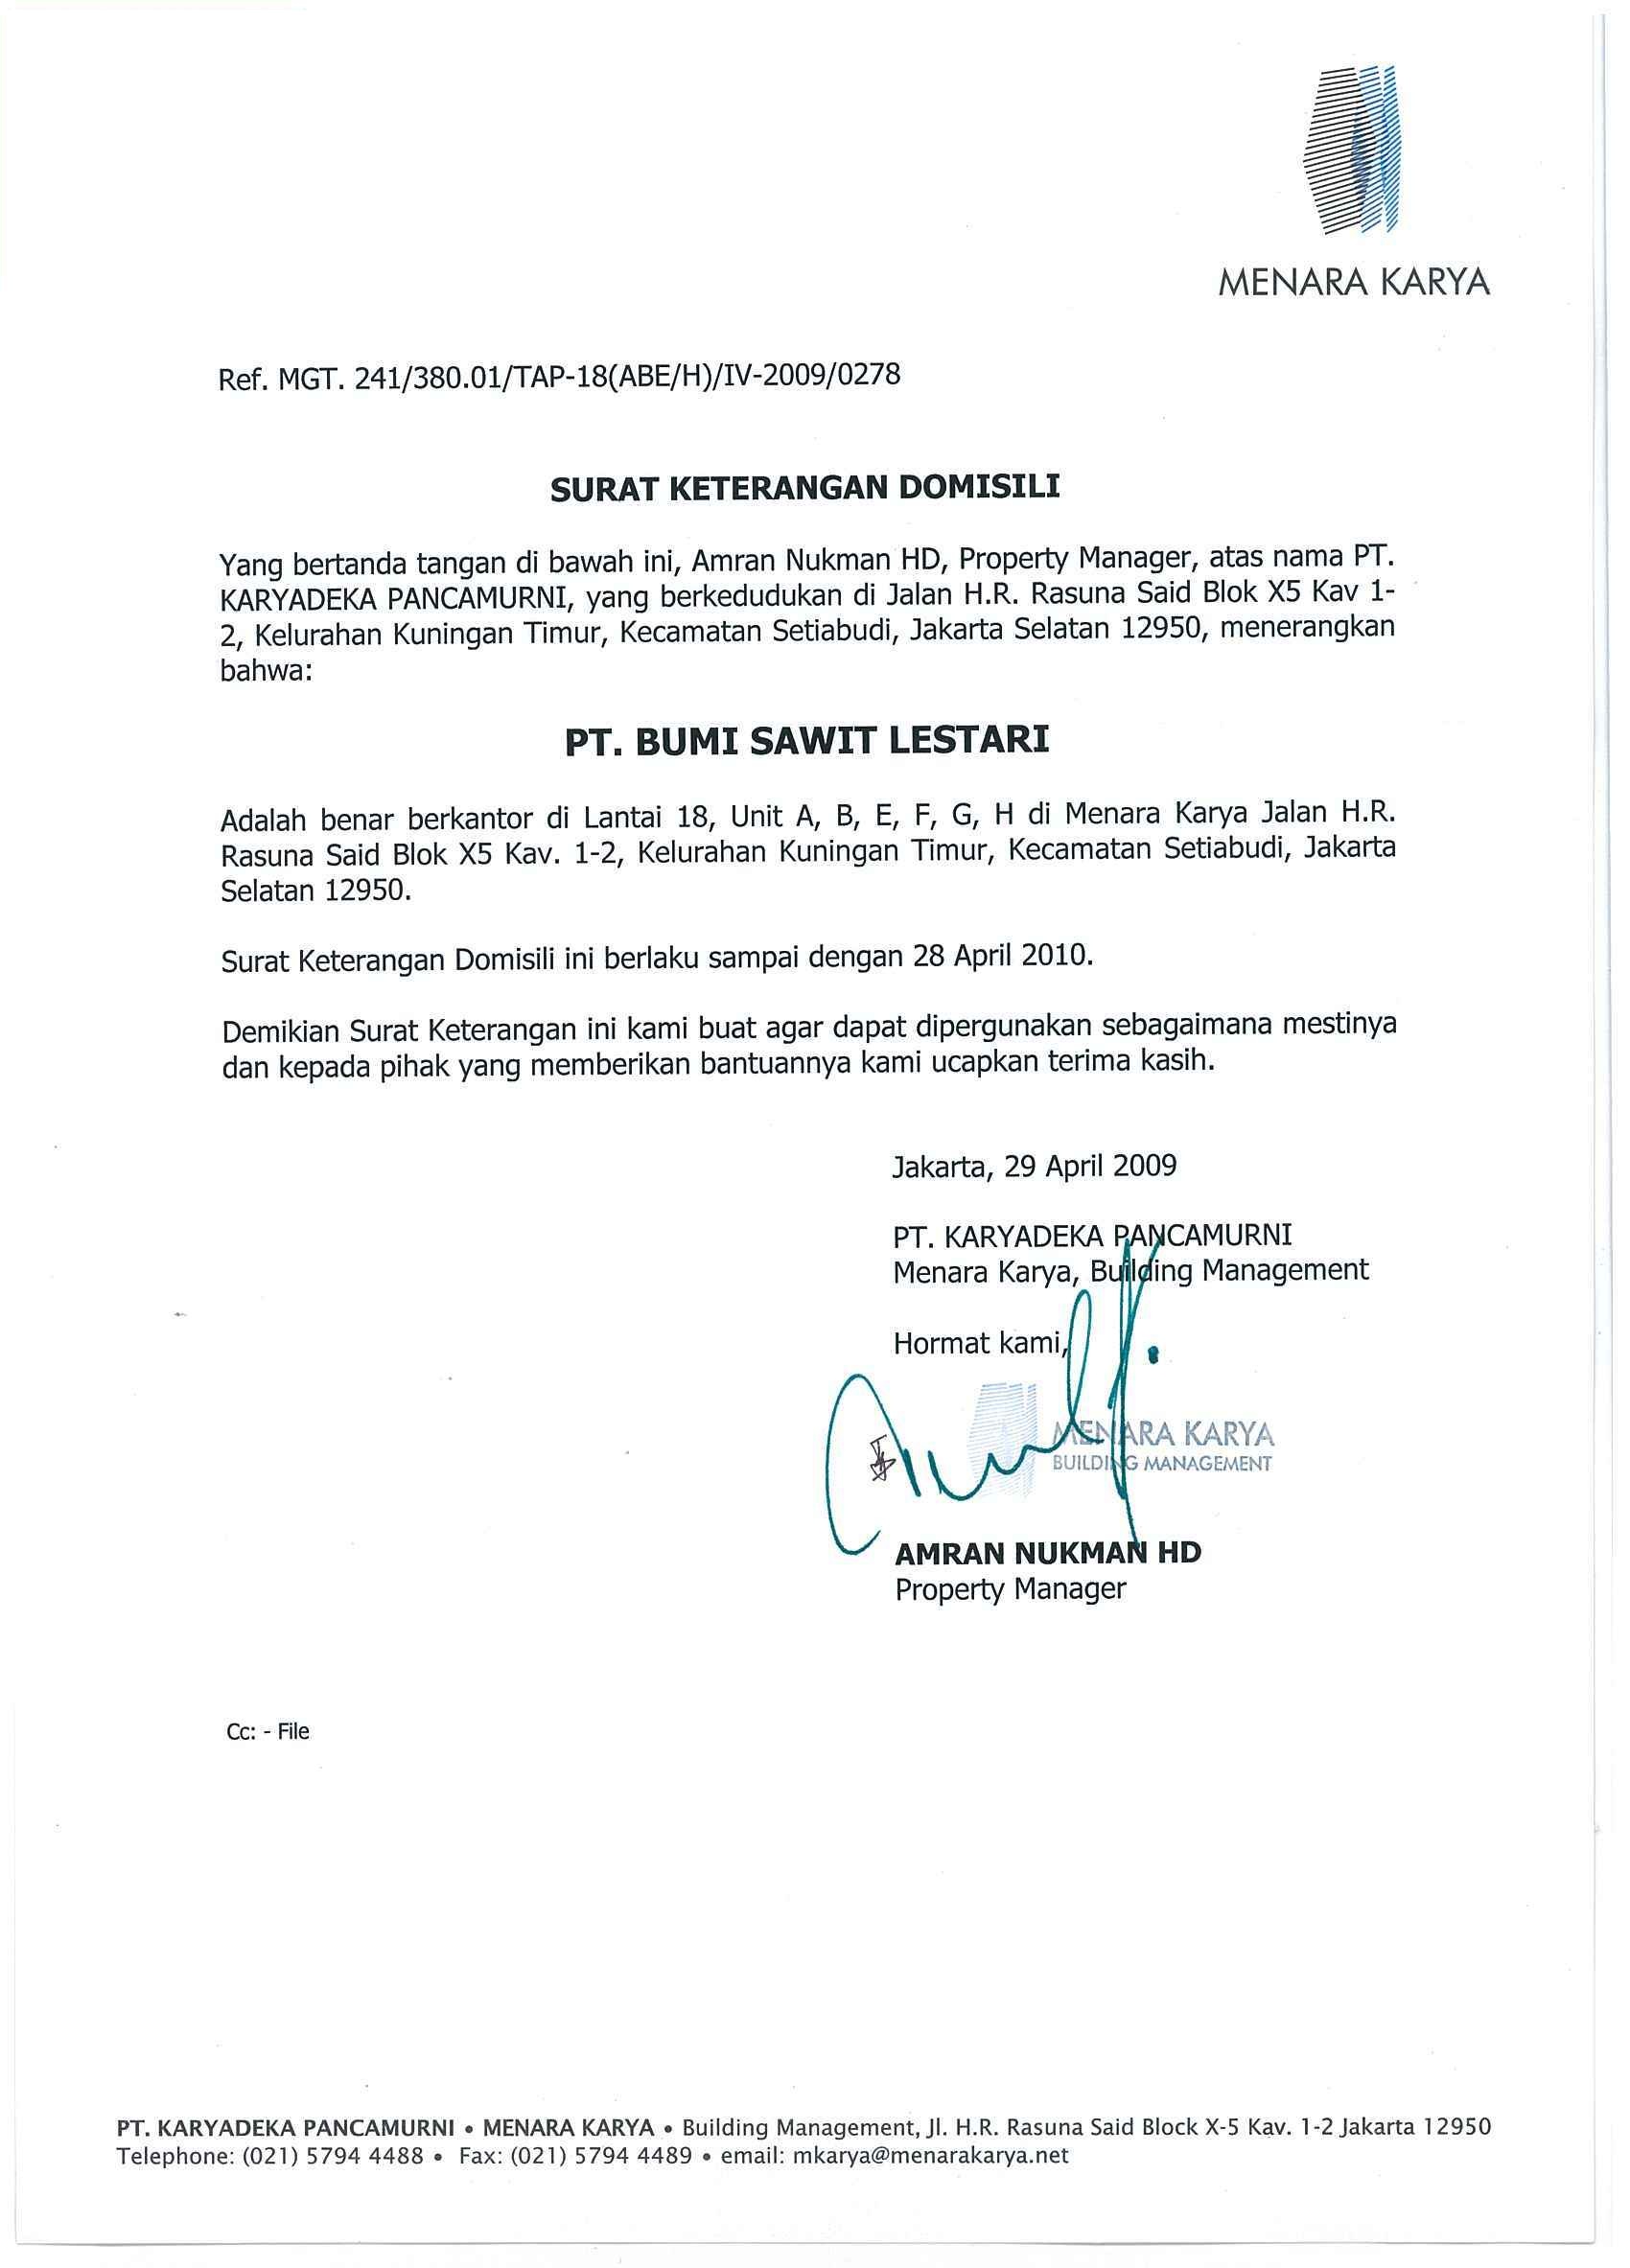 MENARA KARYA
Ref. MGT. 241/380.01/TAP-18(ABE/H)/IV-2009/0278
SURAT KETERANGAN DOMISILI
Yang bertanda tangan di bawah ini, Amran Nukman HD, Property Manager, atas nama PT.
KARYADEKA PANCAMURNI, yang berkedudukan di Jalan H.R. Rasuna Said Blok X5 Kav 1-
2, Kelurahan Kuningan Timur, Kecamatan Setiabudi, Jakarta Selatan 12950, menerangkan
bahwa:
PT. BUMI SAWIT LESTARI
Adalah benar berkantor di Lantai 18, Unit A, B, E, F, G, H di Menara Karya Jalan H.R.
Rasuna Said Blok X5 Kav. 1-2, Kelurahan Kuningan Timur, Kecamatan Setiabudi, Jakarta
Selatan 12950.
Surat Keterangan Domisili ini berlaku sampai dengan 28 April 2010.
Demikian Surat Keterangan ini kami buat agar dapat dipergunakan sebagaimana mestinya
dan kepada pihak yang memberikan bantuannya kami ucapkan terima kasih.
Jakarta, 29 April 2009
PT. KARYADEKA PANCAMURNI
Menara Karya, Building Management
Hormat kami,
MENARA KARYA
BUILDING MANAGEMENT
AMRAN NUKMAN HD
Property Manager
Cc: - File
PT. KARYADEKA PANCAMURNI • MENARA KARYA • Building Management, Jl. H.R. Rasuna Said Block X-5 Kav. 1-2 Jakarta 12950
Telephone: (021) 5794 4488 • Fax: (021) 5794 4489 • email: mkarya@menarakarya.net